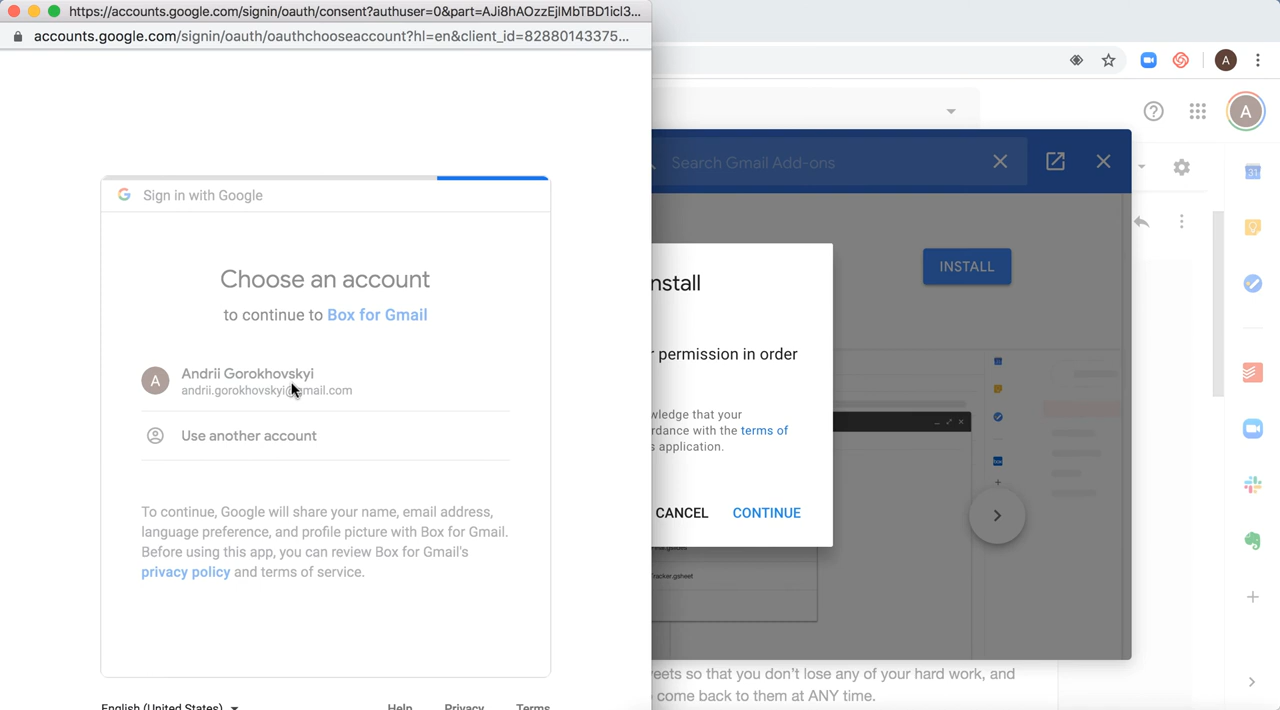 https://accounts.google.com/signin/oauth/consent?authuser=0&part=AJi8hAOzzEjlMbTBD1icl3...
accounts.google.com/signin/oauth/oauthchooseaccount?hl=en&client_id=82880143375...
A
A
Search Gmail Add-ons
31
Sign in with Google
INSTALL
Choose an account
nstall
to continue to Box for Gmail
r permission in order
A
Andrii Gorokhovskyi
andrii.gorokhovskyi@gmail.com
wledge that your
rdance with the terms of
s application.
Use another account
CANCEL
CONTINUE
To continue, Google will share your name, email address,
language preference, and profile picture with Box for Gmail.
Before using this app, you can review Box for Gmail's
privacy policy and terms of service.
racker.gsheet
eets so that you don't lose any of your hard work, and
come back to them at ANY time.
English (United States)
Help
Privacy
Terms